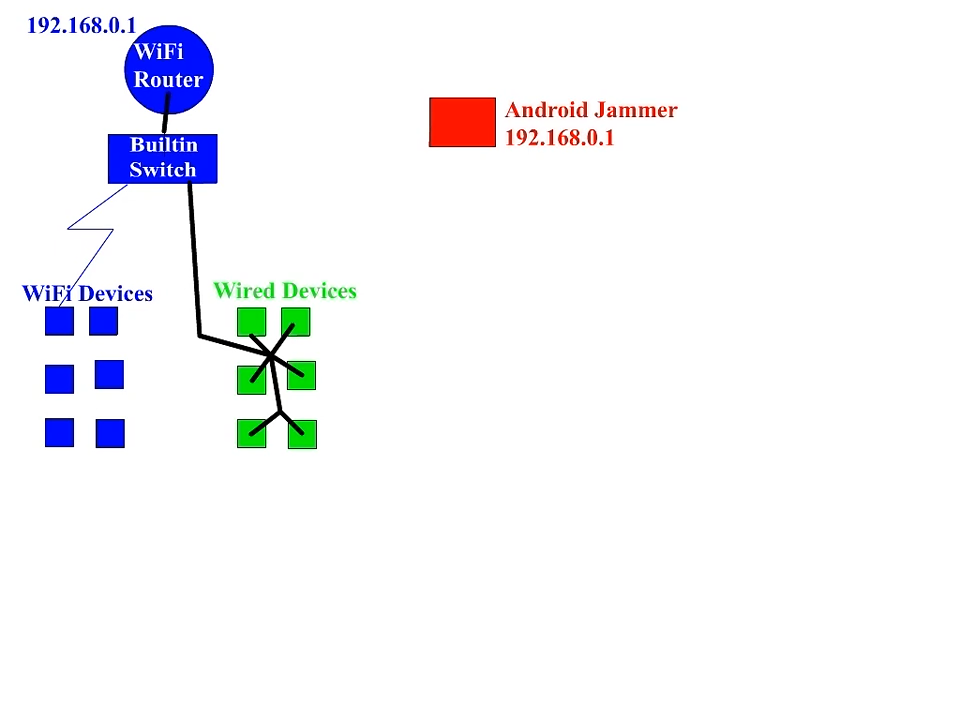 192.168.0.1
WiFi
Router
Android Jammer
192.168.0.1
Builtin
Switch
WiFi Devices
Wired Devices